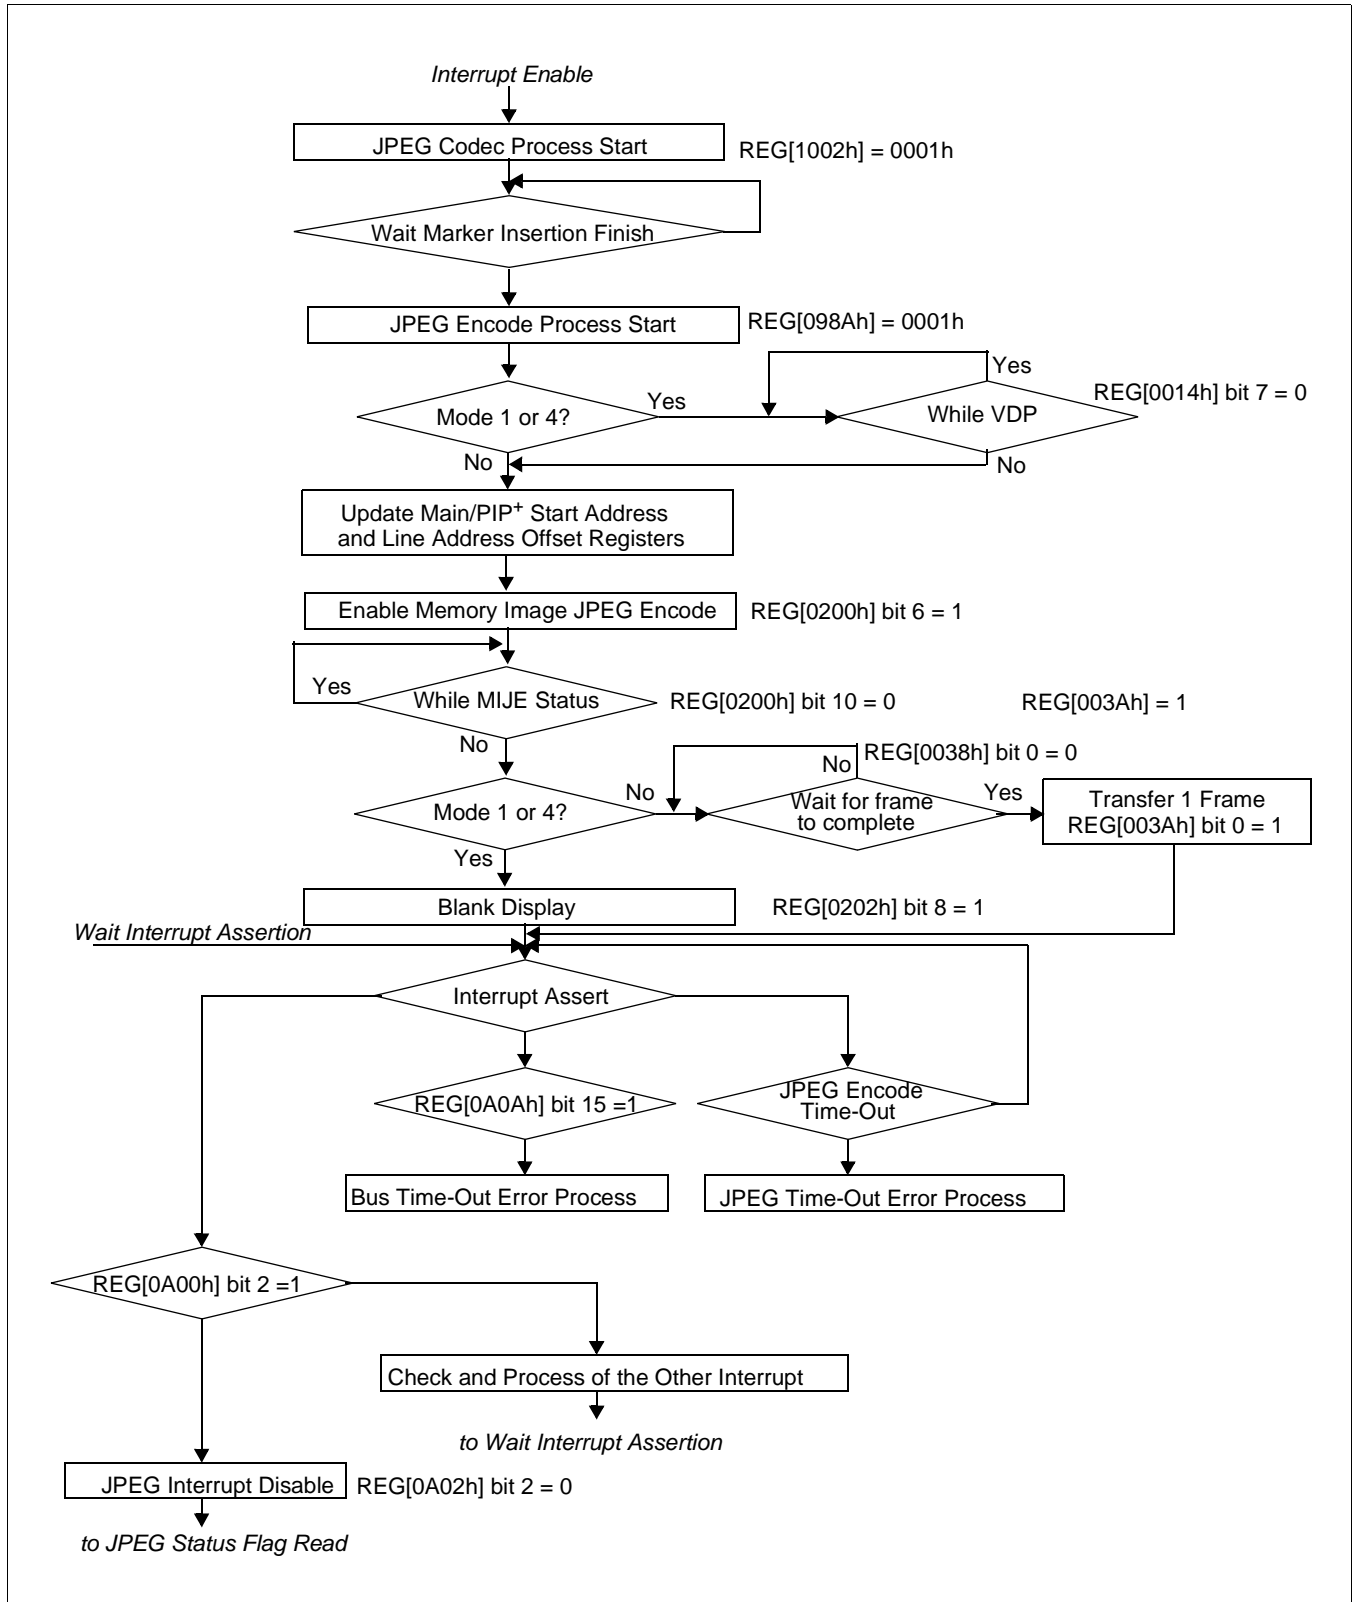 Interrupt Enable
JPEG Codec Process Start
REG[1002h] = 0001h
Wait Marker Insertion Finish
JPEG Encode Process Start
REG[098Ah] = 0001h
Mode 1 or 4?
Yes
Yes
While VDP
REG[0014h] bit 7 = 0
No
No
Update Main/PIP+ Start Address
and Line Address Offset Registers
Enable Memory Image JPEG Encode
REG[0200h] bit 6 = 1
Yes
While MIJE Status
REG[0200h] bit 10 = 0
REG[003Ah] = 1
No
REG[0038h] bit 0 = 0
No
Mode 1 or 4?
No
Wait for frame
to complete
Yes
Transfer 1 Frame
REG[003Ah] bit 0 = 1
Yes
Blank Display
REG[0202h] bit 8 = 1
Wait Interrupt Assertion
Interrupt Assert
REG[0A0Ah] bit 15 =1
JPEG Encode
Time-Out
Bus Time-Out Error Process
JPEG Time-Out Error Process
REG[0A00h] bit 2 =1
Check and Process of the Other Interrupt
to Wait Interrupt Assertion
JPEG Interrupt Disable
REG[0A02h] bit 2 = 0
to JPEG Status Flag Read